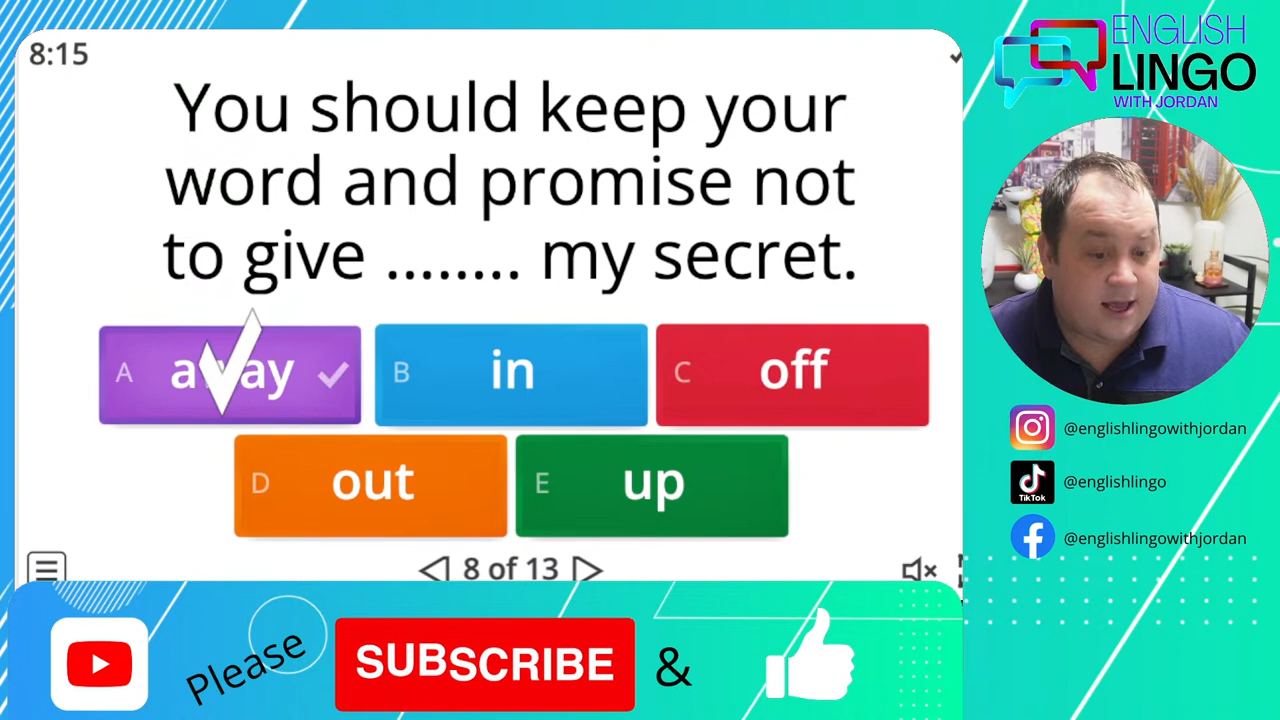 8:15
You should keep your
word and promise not
to give ........ my secret.
A away
B in
C off
D out
E up
8 of 13
Please
SUBSCRIBE
&
ENGLISH
LINGO
WITH JORDAN
@englishlingowithjordan
TikTok
@englishlingo
@englishlingowithjordan